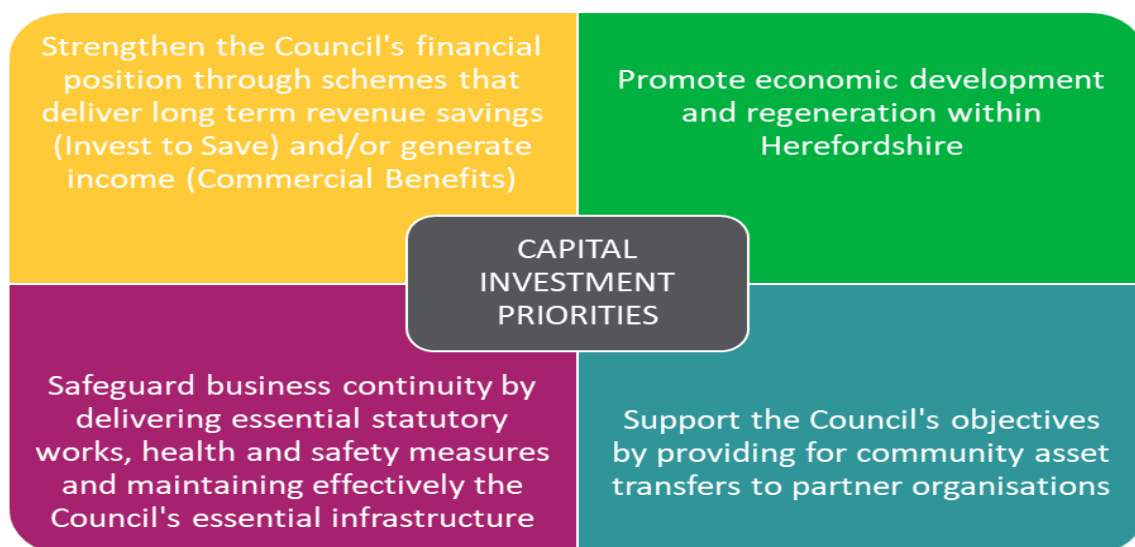 Strengthen the Council's financial
position through schemes that
deliver long term revenue savings
(Invest to Save) and/or generate
income (Commercial Benefits)
Promote economic development
and regeneration within
Herefordshire
CAPITAL
INVESTMENT
PRIORITIES
Safeguard business continuity by
delivering essential statutory
works, health and safety measures
and maintaining effectively the
Council's essential infrastructure
Support the Council's objectives
by providing for community asset
transfers to partner organisations